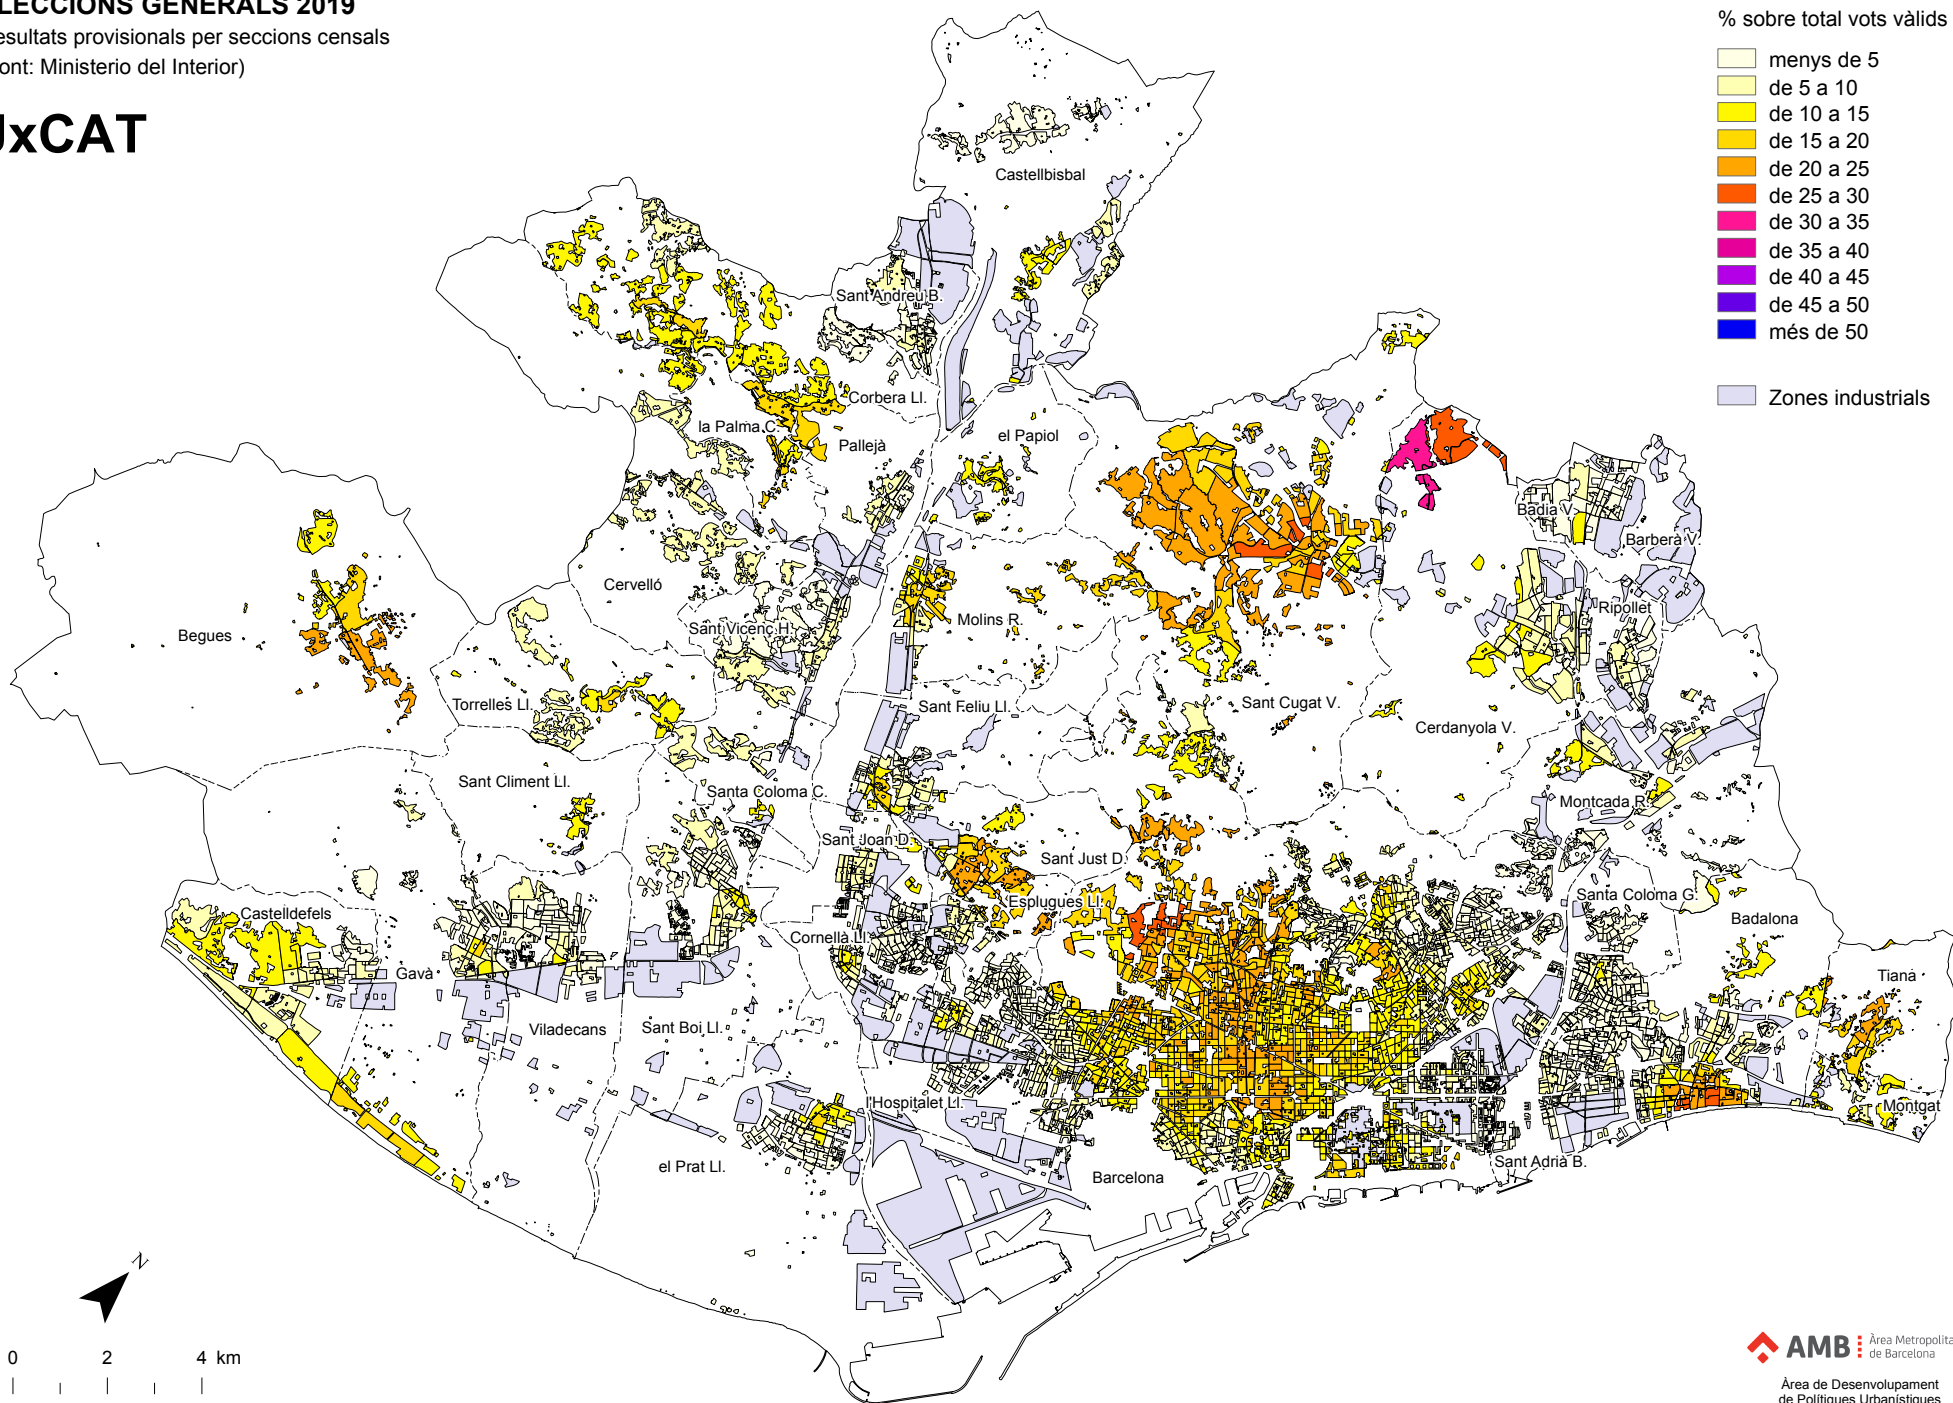 LECCIONS GENERALS 2019
esultats provisionals per seccions censals
ont: Ministerio del Interior)
JxCAT
% sobre total vots vàlids
menys de 5
de 5 a 10
de 10 a 15
de 15 a 20
de 20 a 25
de 25 a 30
de 30 a 35
de 35 a 40
de 40 a 45
de 45 a 50
més de 50
Zones industrials
Castellbisbal
Sant Andreu B.
Corbera Ll.
la Palma C.
Pallejà
el Papiol
Badia V.
Barberà V.
Cervelló
Ripollet
Begues
Sant Vicenç H.
Molins R.
Torrelles Ll.
Sant Feliu Ll.
Sant Cugat V.
Cerdanyola V.
Sant Climent Ll.
Santa Coloma C.
Montcada R.
Sant Joan D.
Sant Just D.
Santa Coloma G.
Castelldefels
Esplugues Ll.
Badalona
Cornellà Ll.
Gavà
Tiana
Viladecans
Sant Boi Ll.
l'Hospitalet Ll.
Montgat
el Prat Ll.
Barcelona
Sant Adrià B.
N
0 2 4 km
AMB
Àrea Metropolita
de Barcelona
Àrea de Desenvolupament
de Polítiques Urbanístiques